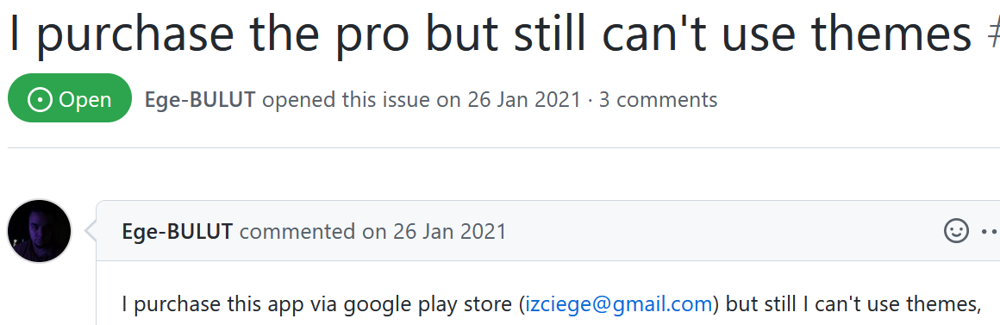 I purchase the pro but still can't use themes #
Open Ege-BULUT opened this issue on 26 Jan 2021 · 3 comments
Ege-BULUT commented on 26 Jan 2021
I purchase this app via google play store (izciege@gmail.com) but still I can't use themes,